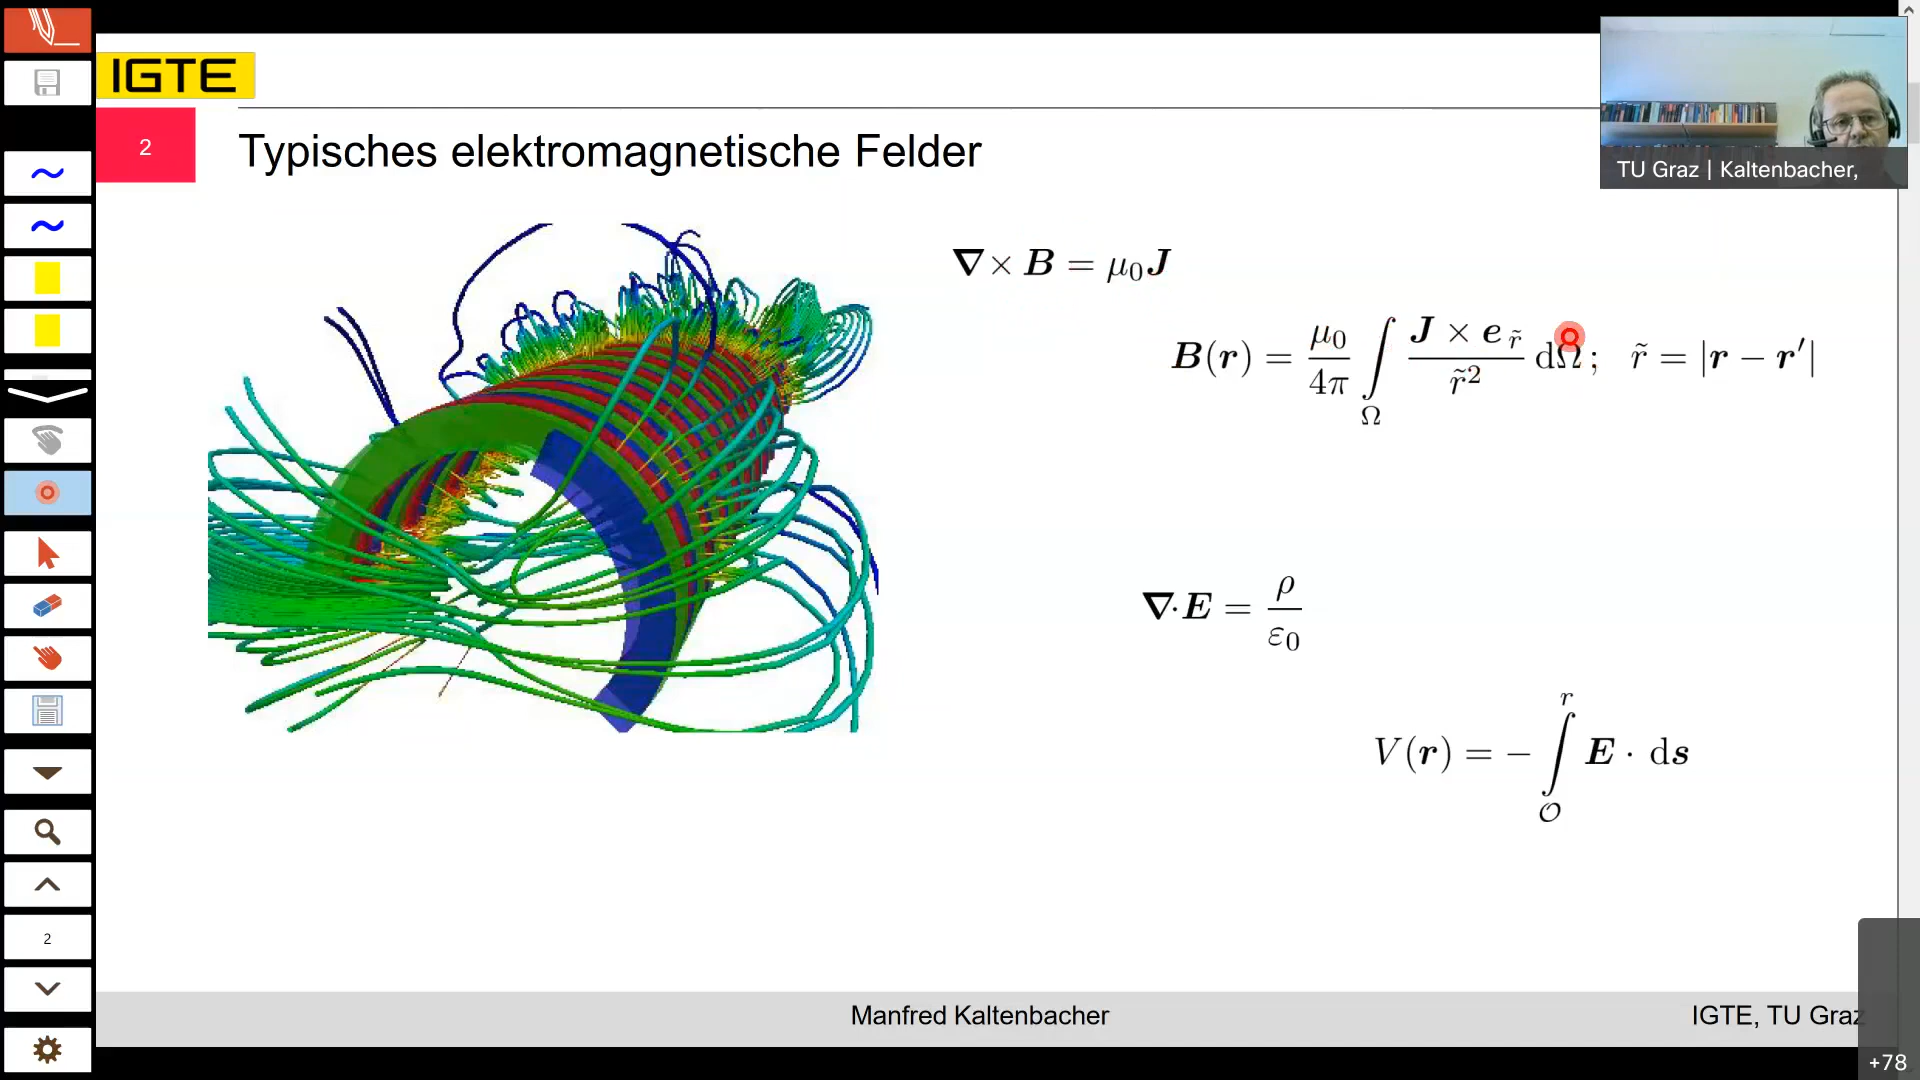 IGTE
2
Typisches elektromagnetische Felder
TU Graz | Kaltenbacher,
∇ × B = μ₀J
B(r) = μ₀/4π ∫_Ω (J × e_r̃)/r̃² dΩ ; r̃ = |r − r′|
∇·E = ρ/ε₀
V(r) = − ∫_𝒪^r E · ds
2
Manfred Kaltenbacher
IGTE, TU Graz
+78